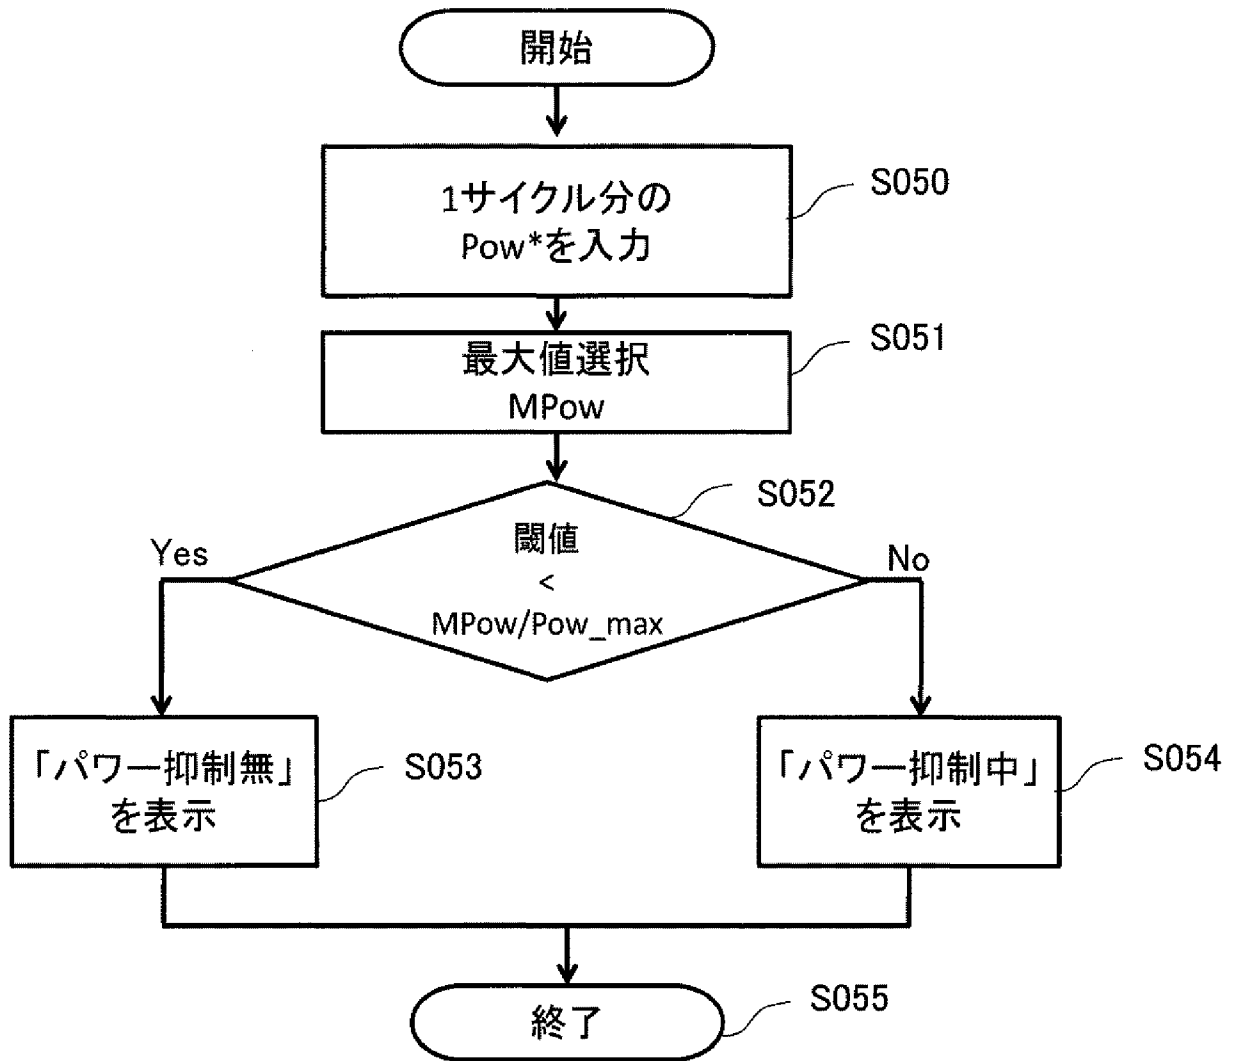 開始
1サイクル分の
Pow*を入力
S050
最大値選択
MPow
S051
S052
閾値
<
MPow/Pow_max
Yes
No
「パワー抑制無」
を表示
S053
「パワー抑制中」
を表示
S054
終了
S055